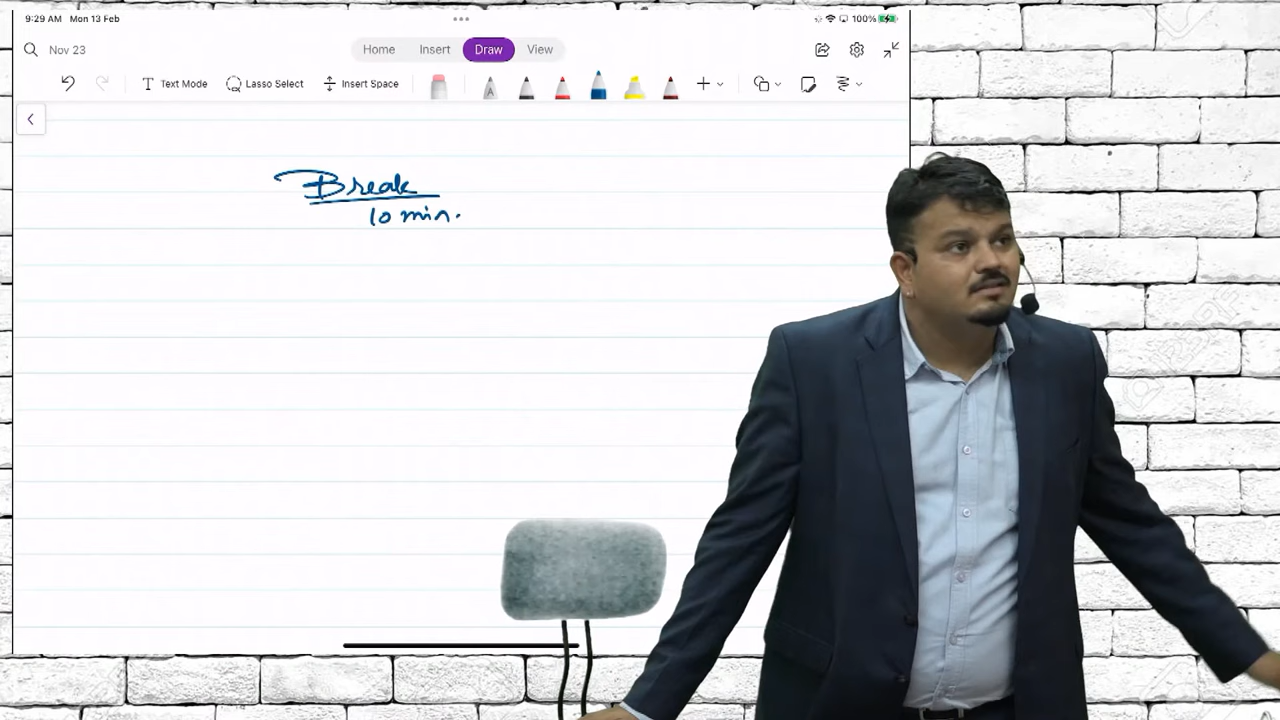 9:29 AM Mon 13 Feb
100%
Nov 23
Home Insert Draw View
Text Mode Lasso Select Insert Space
Break
10 min.